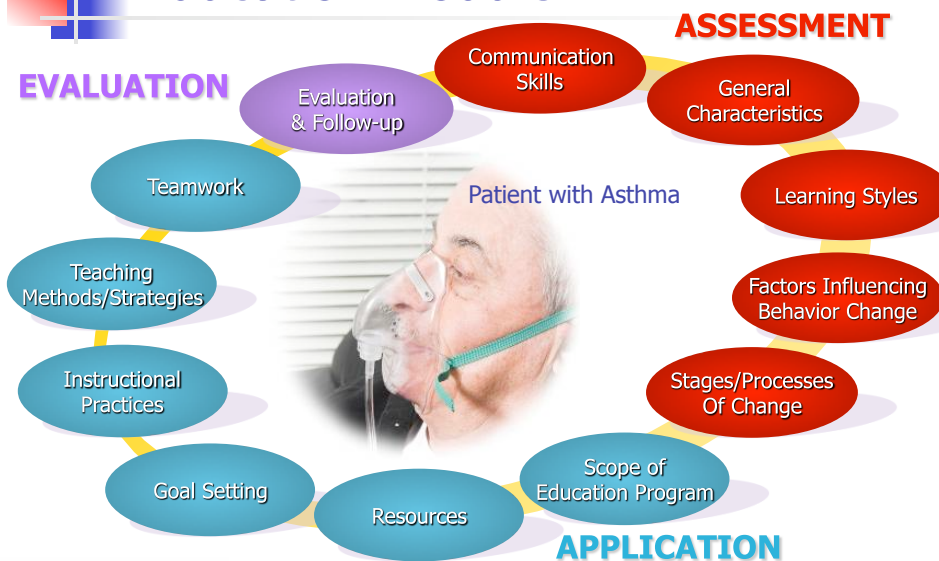 ASSESSMENT
EVALUATION
Communication
Skills
General
Characteristics
Learning Styles
Factors Influencing
Behavior Change
Stages/Processes
Of Change
Scope of
Education Program
APPLICATION
Resources
Goal Setting
Instructional
Practices
Teaching
Methods/Strategies
Teamwork
Evaluation
& Follow-up
Patient with Asthma